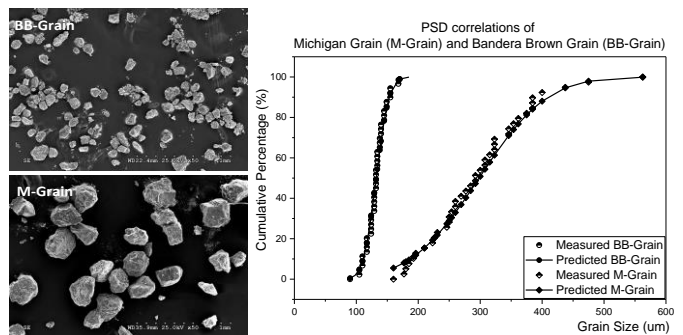 BB-Grain
SE
M-Grain
SE
PSD correlations of
Michigan Grain (M-Grain) and Bandera Brown Grain (BB-Grain)
Cumulative Percentage (%)
100
80
60
40
20
0
0 100 200 300 400 500 600
Grain Size (um)
Measured BB-Grain
Predicted BB-Grain
Measured M-Grain
Predicted M-Grain